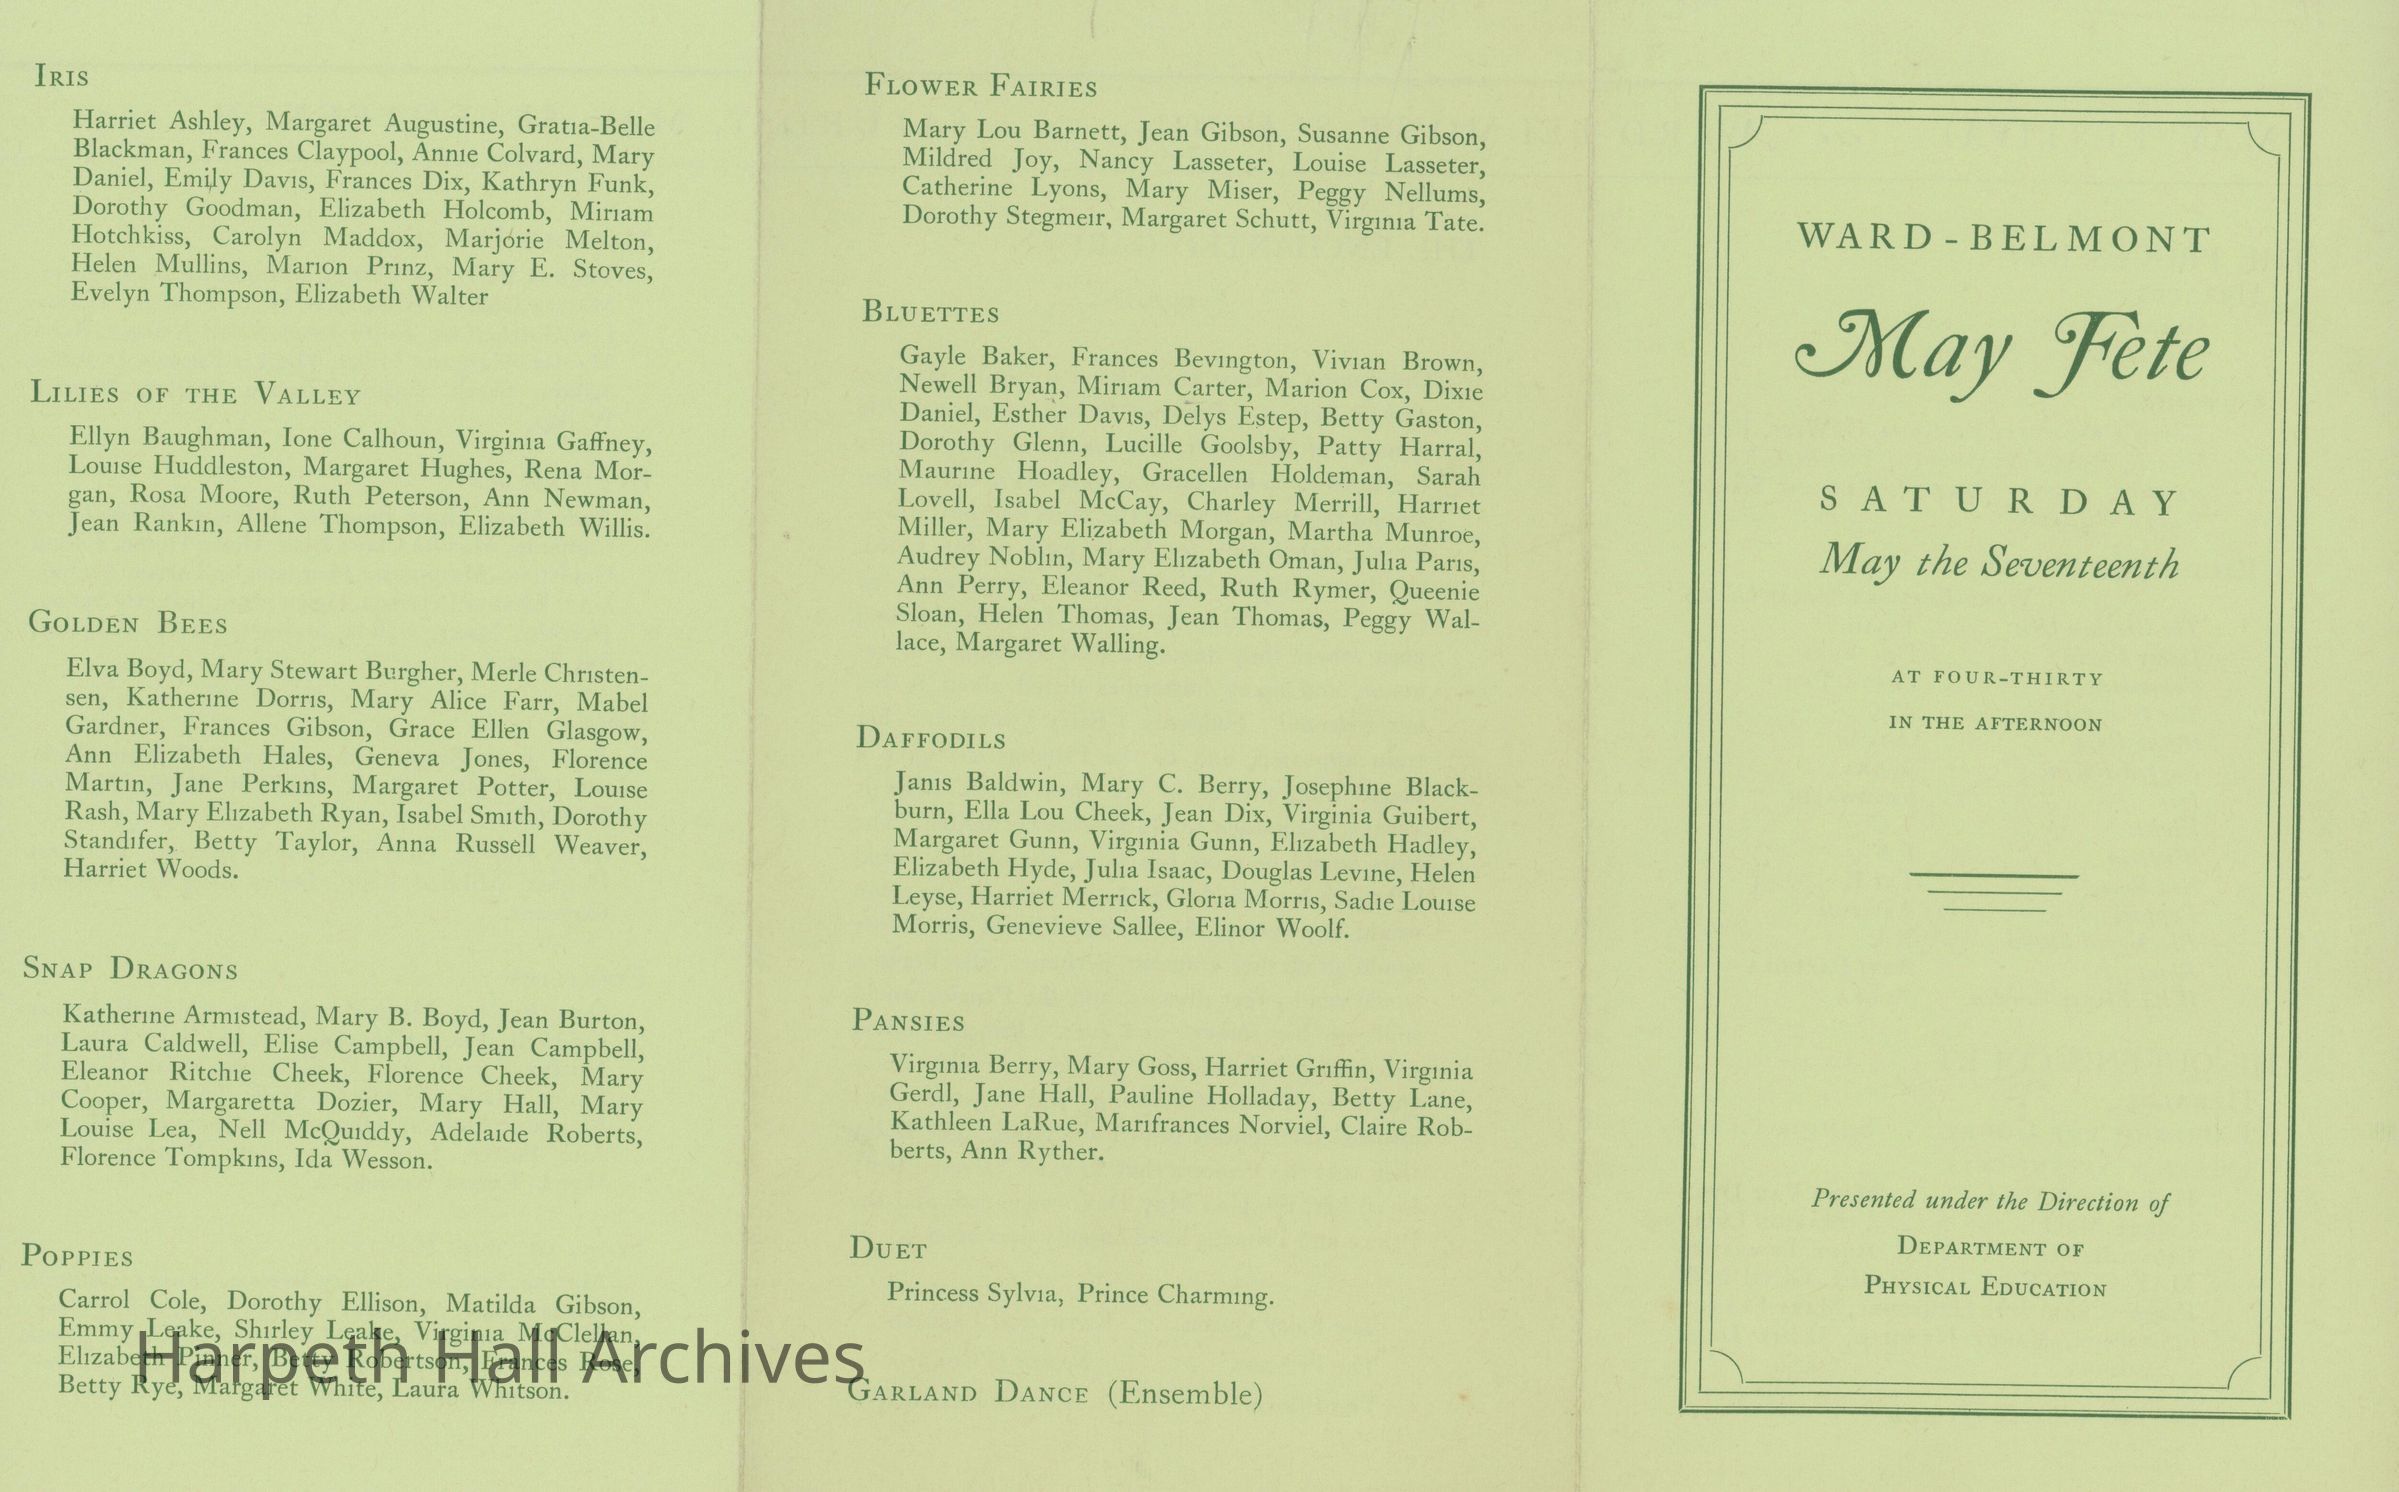 IRIS
Harriet Ashley, Margaret Augustine, Gratia-Belle
Blackman, Frances Claypool, Annie Colvard, Mary
Daniel, Emily Davis, Frances Dix, Kathryn Funk,
Dorothy Goodman, Elizabeth Holcomb, Miriam
Hotchkiss, Carolyn Maddox, Marjorie Melton,
Helen Mullins, Marion Prinz, Mary E. Stoves,
Evelyn Thompson, Elizabeth Walter
LILIES OF THE VALLEY
Ellyn Baughman, Ione Calhoun, Virginia Gaffney,
Louise Huddleston, Margaret Hughes, Rena Mor-
gan, Rosa Moore, Ruth Peterson, Ann Newman,
Jean Rankin, Allene Thompson, Elizabeth Willis.
GOLDEN BEES
Elva Boyd, Mary Stewart Burgher, Merle Christen-
sen, Katherine Dorris, Mary Alice Farr, Mabel
Gardner, Frances Gibson, Grace Ellen Glasgow,
Ann Elizabeth Hales, Geneva Jones, Florence
Martin, Jane Perkins, Margaret Potter, Louise
Rash, Mary Elizabeth Ryan, Isabel Smith, Dorothy
Standifer, Betty Taylor, Anna Russell Weaver,
Harriet Woods.
SNAP DRAGONS
Katherine Armistead, Mary B. Boyd, Jean Burton,
Laura Caldwell, Elise Campbell, Jean Campbell,
Eleanor Ritchie Cheek, Florence Cheek, Mary
Cooper, Margaretta Dozier, Mary Hall, Mary
Louise Lea, Nell McQuiddy, Adelaide Roberts,
Florence Tompkins, Ida Wesson.
POPPIES
Carrol Cole, Dorothy Ellison, Matilda Gibson,
Emmy Leake, Shirley Leake, Virginia McClellan,
Elizabeth Pinner, Betty Robertson, Frances Rose,
Betty Rye, Margaret White, Laura Whitson.
Harpeth Hall Archives
FLOWER FAIRIES
Mary Lou Barnett, Jean Gibson, Susanne Gibson,
Mildred Joy, Nancy Lasseter, Louise Lasseter,
Catherine Lyons, Mary Miser, Peggy Nellums,
Dorothy Stegmeir, Margaret Schutt, Virginia Tate.
BLUETTES
Gayle Baker, Frances Bevington, Vivian Brown,
Newell Bryan, Miriam Carter, Marion Cox, Dixie
Daniel, Esther Davis, Delys Estep, Betty Gaston,
Dorothy Glenn, Lucille Goolsby, Patty Harral,
Maurine Hoadley, Gracellen Holdeman, Sarah
Lovell, Isabel McCay, Charley Merrill, Harriet
Miller, Mary Elizabeth Morgan, Martha Munroe,
Audrey Noblin, Mary Elizabeth Oman, Julia Paris,
Ann Perry, Eleanor Reed, Ruth Rymer, Queenie
Sloan, Helen Thomas, Jean Thomas, Peggy Wal-
lace, Margaret Walling.
DAFFODILS
Janis Baldwin, Mary C. Berry, Josephine Black-
burn, Ella Lou Cheek, Jean Dix, Virginia Guibert,
Margaret Gunn, Virginia Gunn, Elizabeth Hadley,
Elizabeth Hyde, Julia Isaac, Douglas Levine, Helen
Leyse, Harriet Merrick, Gloria Morris, Sadie Louise
Morris, Genevieve Sallee, Elinor Woolf.
PANSIES
Virginia Berry, Mary Goss, Harriet Griffin, Virginia
Gerdl, Jane Hall, Pauline Holladay, Betty Lane,
Kathleen LaRue, Marifrances Norviel, Claire Rob-
berts, Ann Ryther.
DUET
Princess Sylvia, Prince Charming.
GARLAND DANCE (Ensemble)
WARD-BELMONT
May Fete
SATURDAY
May the Seventeenth
AT FOUR-THIRTY
IN THE AFTERNOON
Presented under the Direction of
DEPARTMENT OF
PHYSICAL EDUCATION